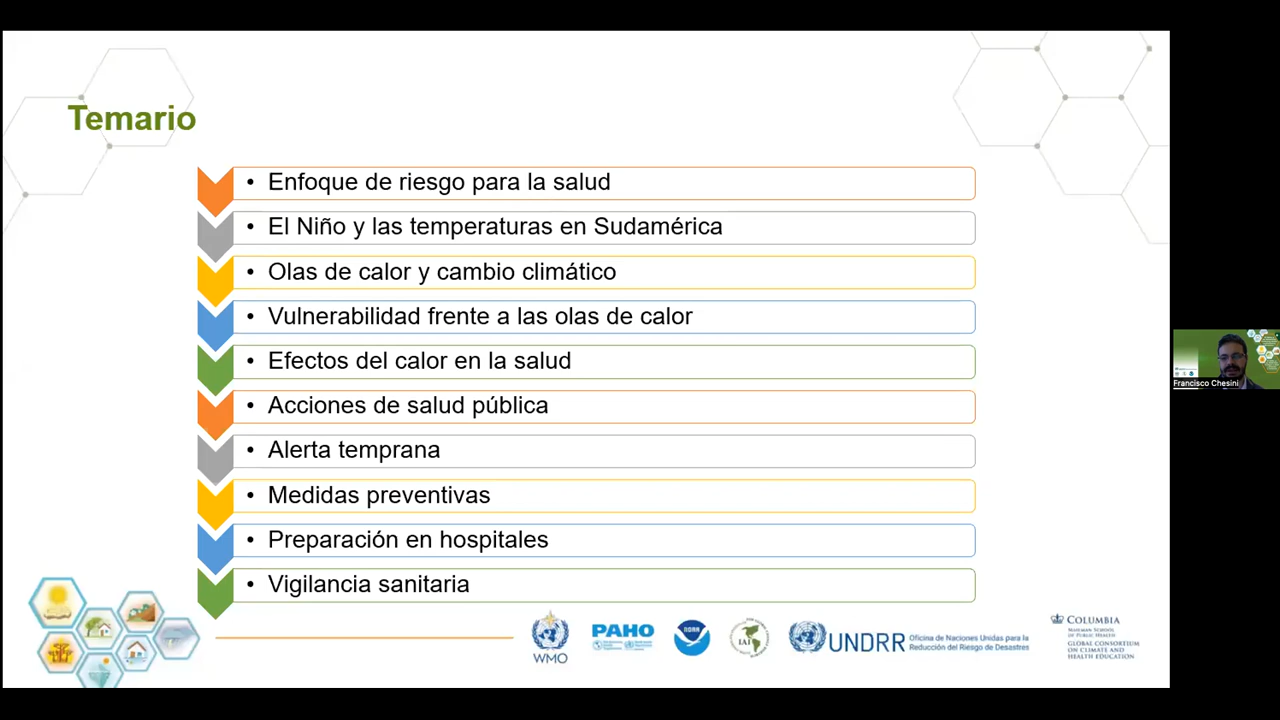 Temario
• Enfoque de riesgo para la salud
• El Niño y las temperaturas en Sudamérica
• Olas de calor y cambio climático
• Vulnerabilidad frente a las olas de calor
• Efectos del calor en la salud
• Acciones de salud pública
• Alerta temprana
• Medidas preventivas
• Preparación en hospitales
• Vigilancia sanitaria
WMO
PAHO
NOAA
IAI
UNDRR
Oficina de Naciones Unidas para la
Reducción del Riesgo de Desastres
COLUMBIA
MAILMAN SCHOOL
OF PUBLIC HEALTH
GLOBAL CONSORTIUM
ON CLIMATE AND
HEALTH EDUCATION
Francisco Chesini